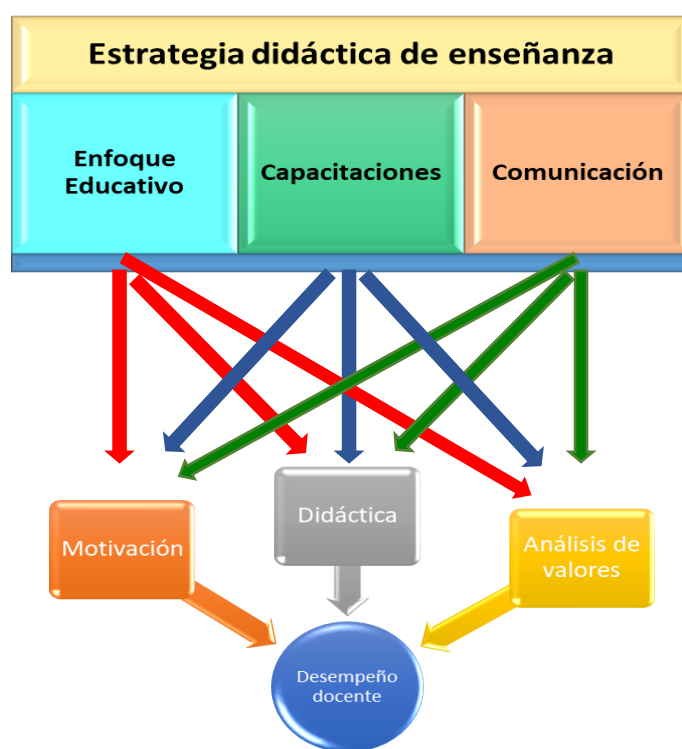 Estrategia didáctica de enseñanza
Enfoque
Educativo
Capacitaciones
Comunicación
Motivación
Didáctica
Análisis de
valores
Desempeño
docente